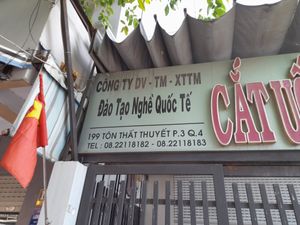 CÔNG TY DV - TM - XTTM
Đào Tạo Nghề Quốc Tế
199 TÔN THẤT THUYẾT P.3 Q.4
ĐT : 08.22118182 - 08.22118183
CẮT U